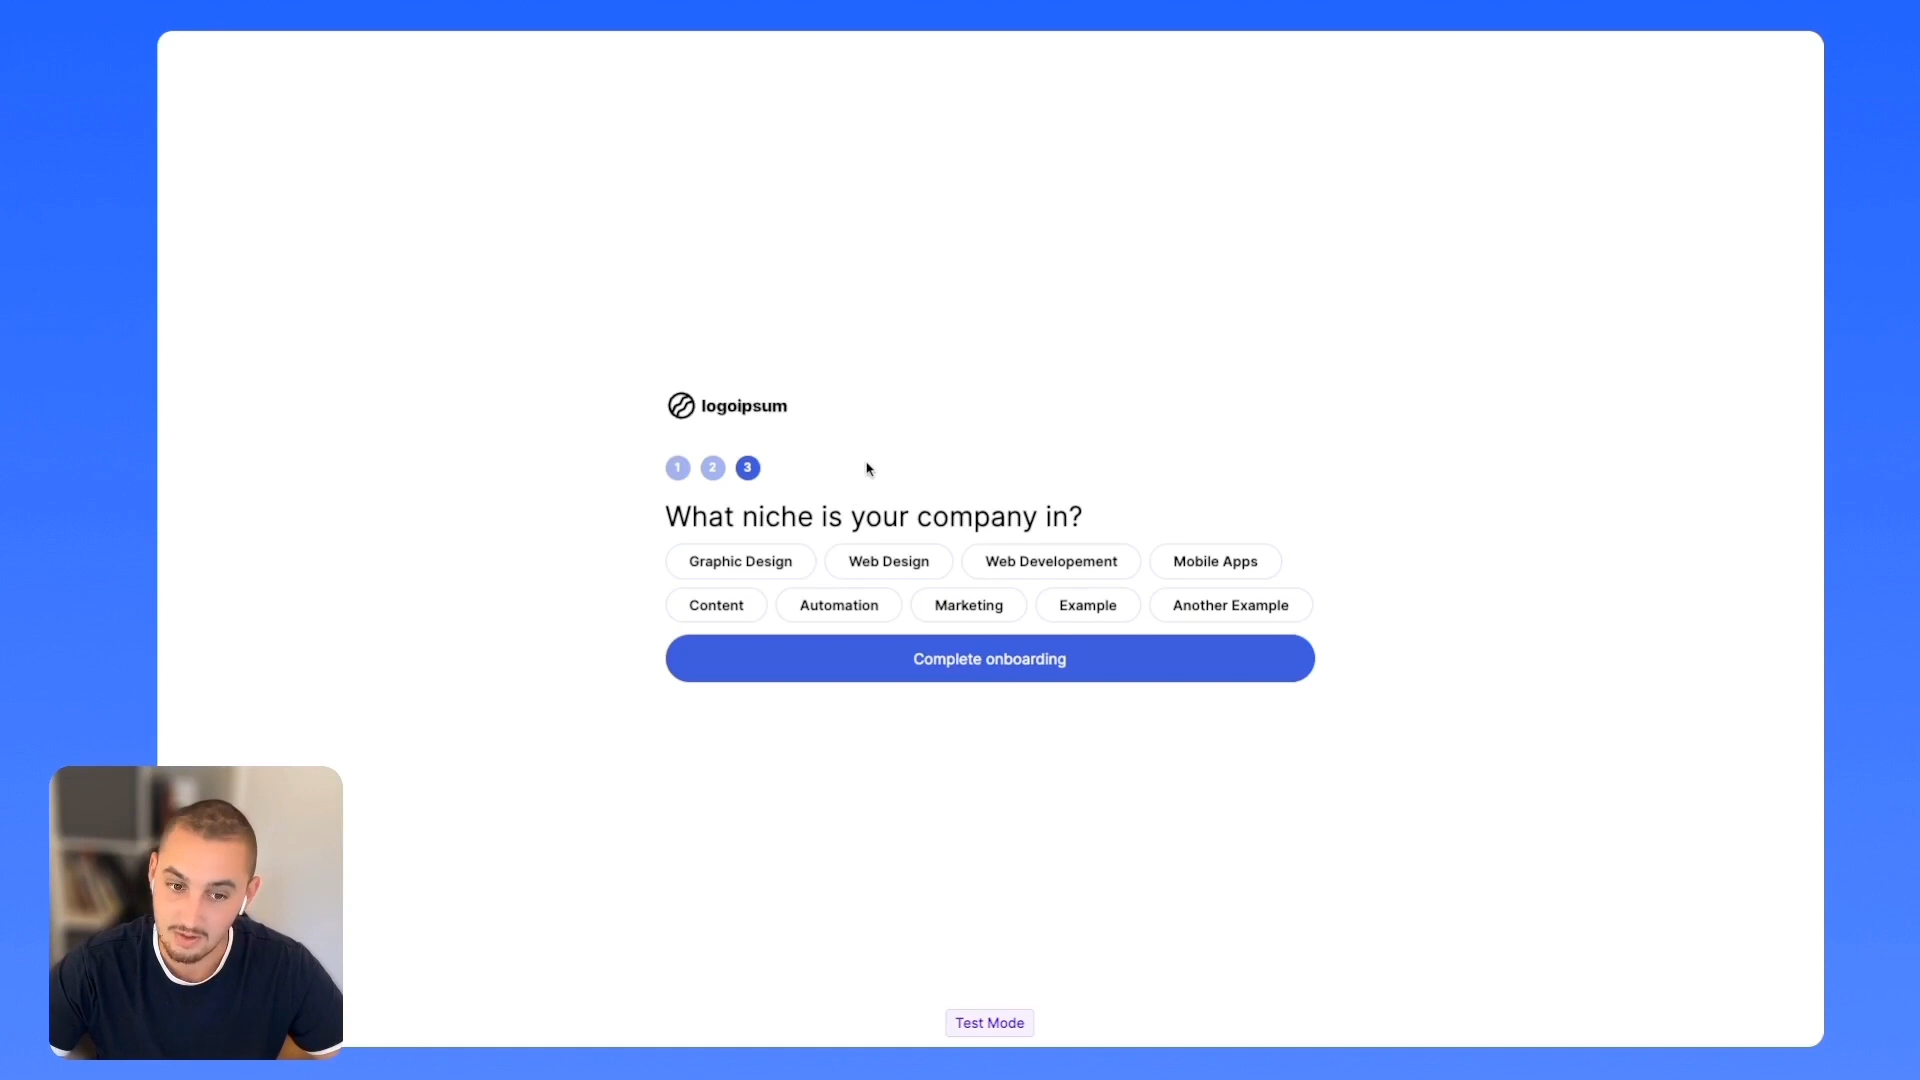 logoipsum
1 2 3
What niche is your company in?
Graphic Design Web Design Web Developement Mobile Apps
Content Automation Marketing Example Another Example
Complete onboarding
Test Mode